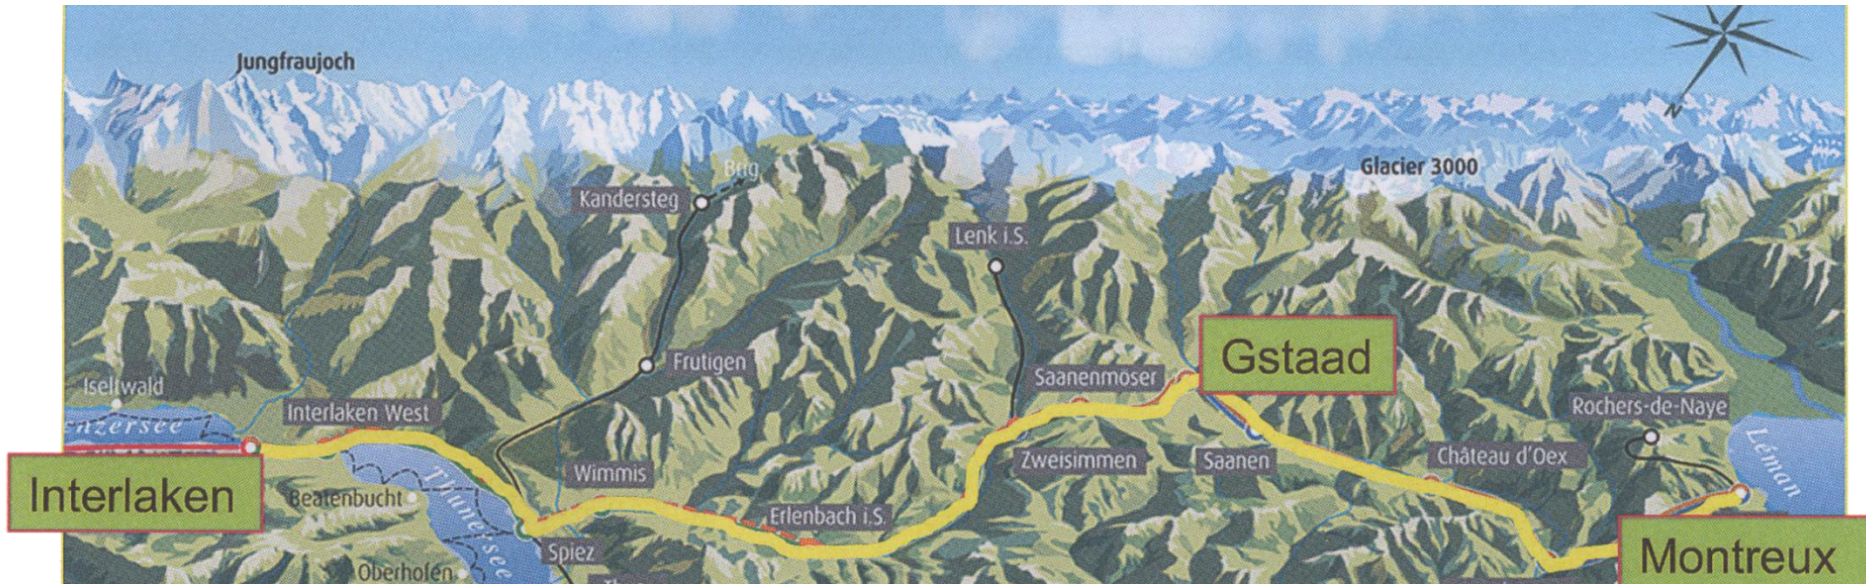 Jungfraujoch
N
Glacier 3000
Brig
Kandersteg
Lenk i.S.
Gstaad
Frutigen
Saanenmöser
Iseltwald
Interlaken West
Rochers-de-Naye
nzersee
Léman
Château d'Oex
Zweisimmen
Saanen
Wimmis
Interlaken
Beatenbucht
Thunersee
Erlenbach i.S.
Spiez
Montreux
Oberhofen